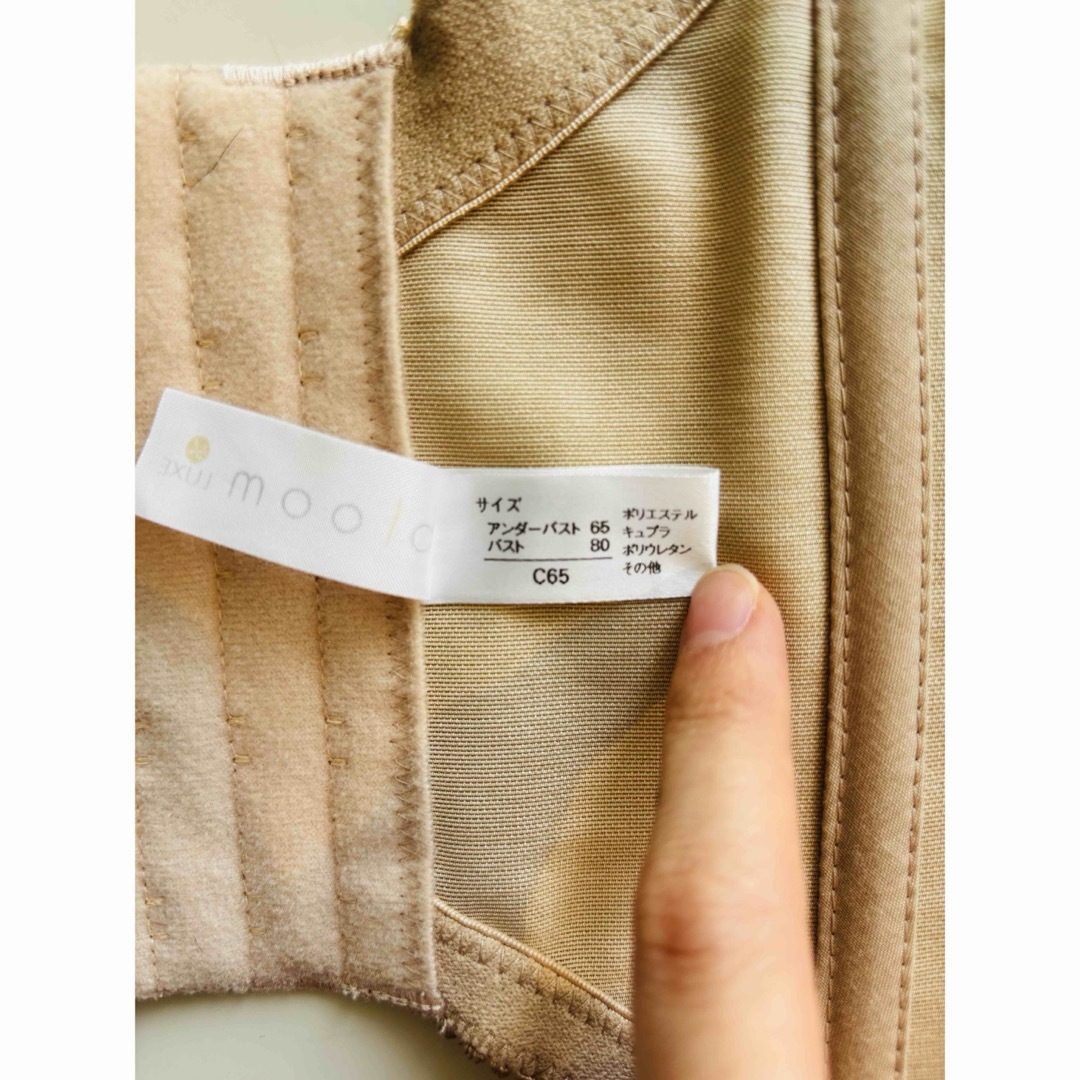 サイズ
アンダーバスト 65
バスト 80
C65
ポリエステル
キュプラ
ポリウレタン
その他
LUXE